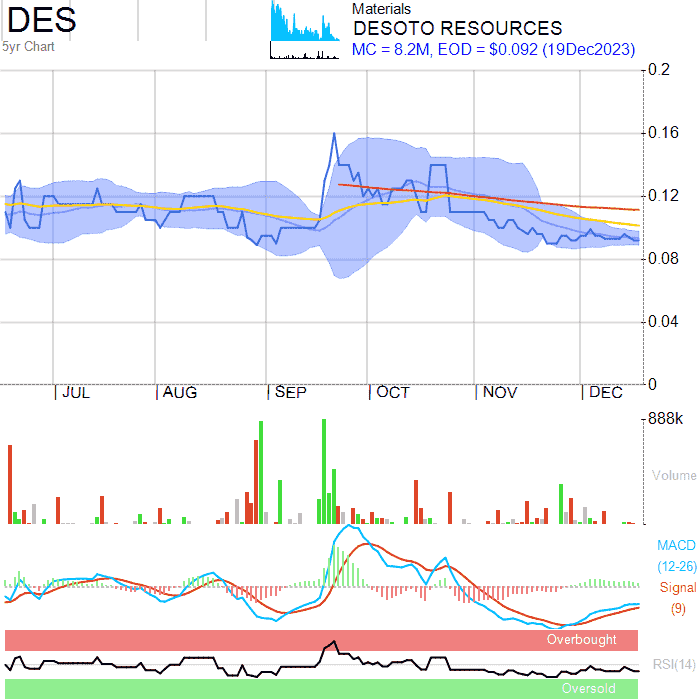 DES
5yr Chart
Materials
DESOTO RESOURCES
MC = 8.2M, EOD = $0.092 (19Dec2023)
0.2
0.16
0.12
0.08
0.04
0
JUL AUG SEP OCT NOV DEC
888k
Volume
MACD
(12-26)
Signal
(9)
Overbought
RSI(14)
Oversold